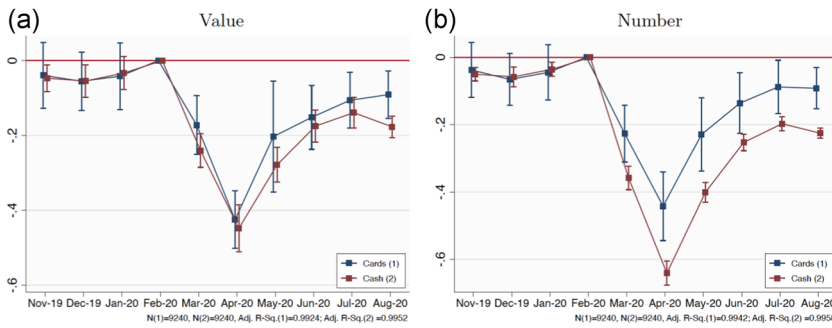 (a)
Value
0
-.2
-.4
-.6
Cards (1)
Cash (2)
Nov-19 Dec-19 Jan-20 Feb-20 Mar-20 Apr-20 May-20 Jun-20 Jul-20 Aug-20
N(1)=9240, N(2)=9240, Adj. R-Sq.(1)=0.9924; Adj. R-Sq.(2) =0.9952
(b)
Number
0
-.2
-.4
-.6
Cards (1)
Cash (2)
Nov-19 Dec-19 Jan-20 Feb-20 Mar-20 Apr-20 May-20 Jun-20 Jul-20 Aug-20
N(1)=9240, N(2)=9240, Adj. R-Sq.(1)=0.9942; Adj. R-Sq.(2) =0.9958